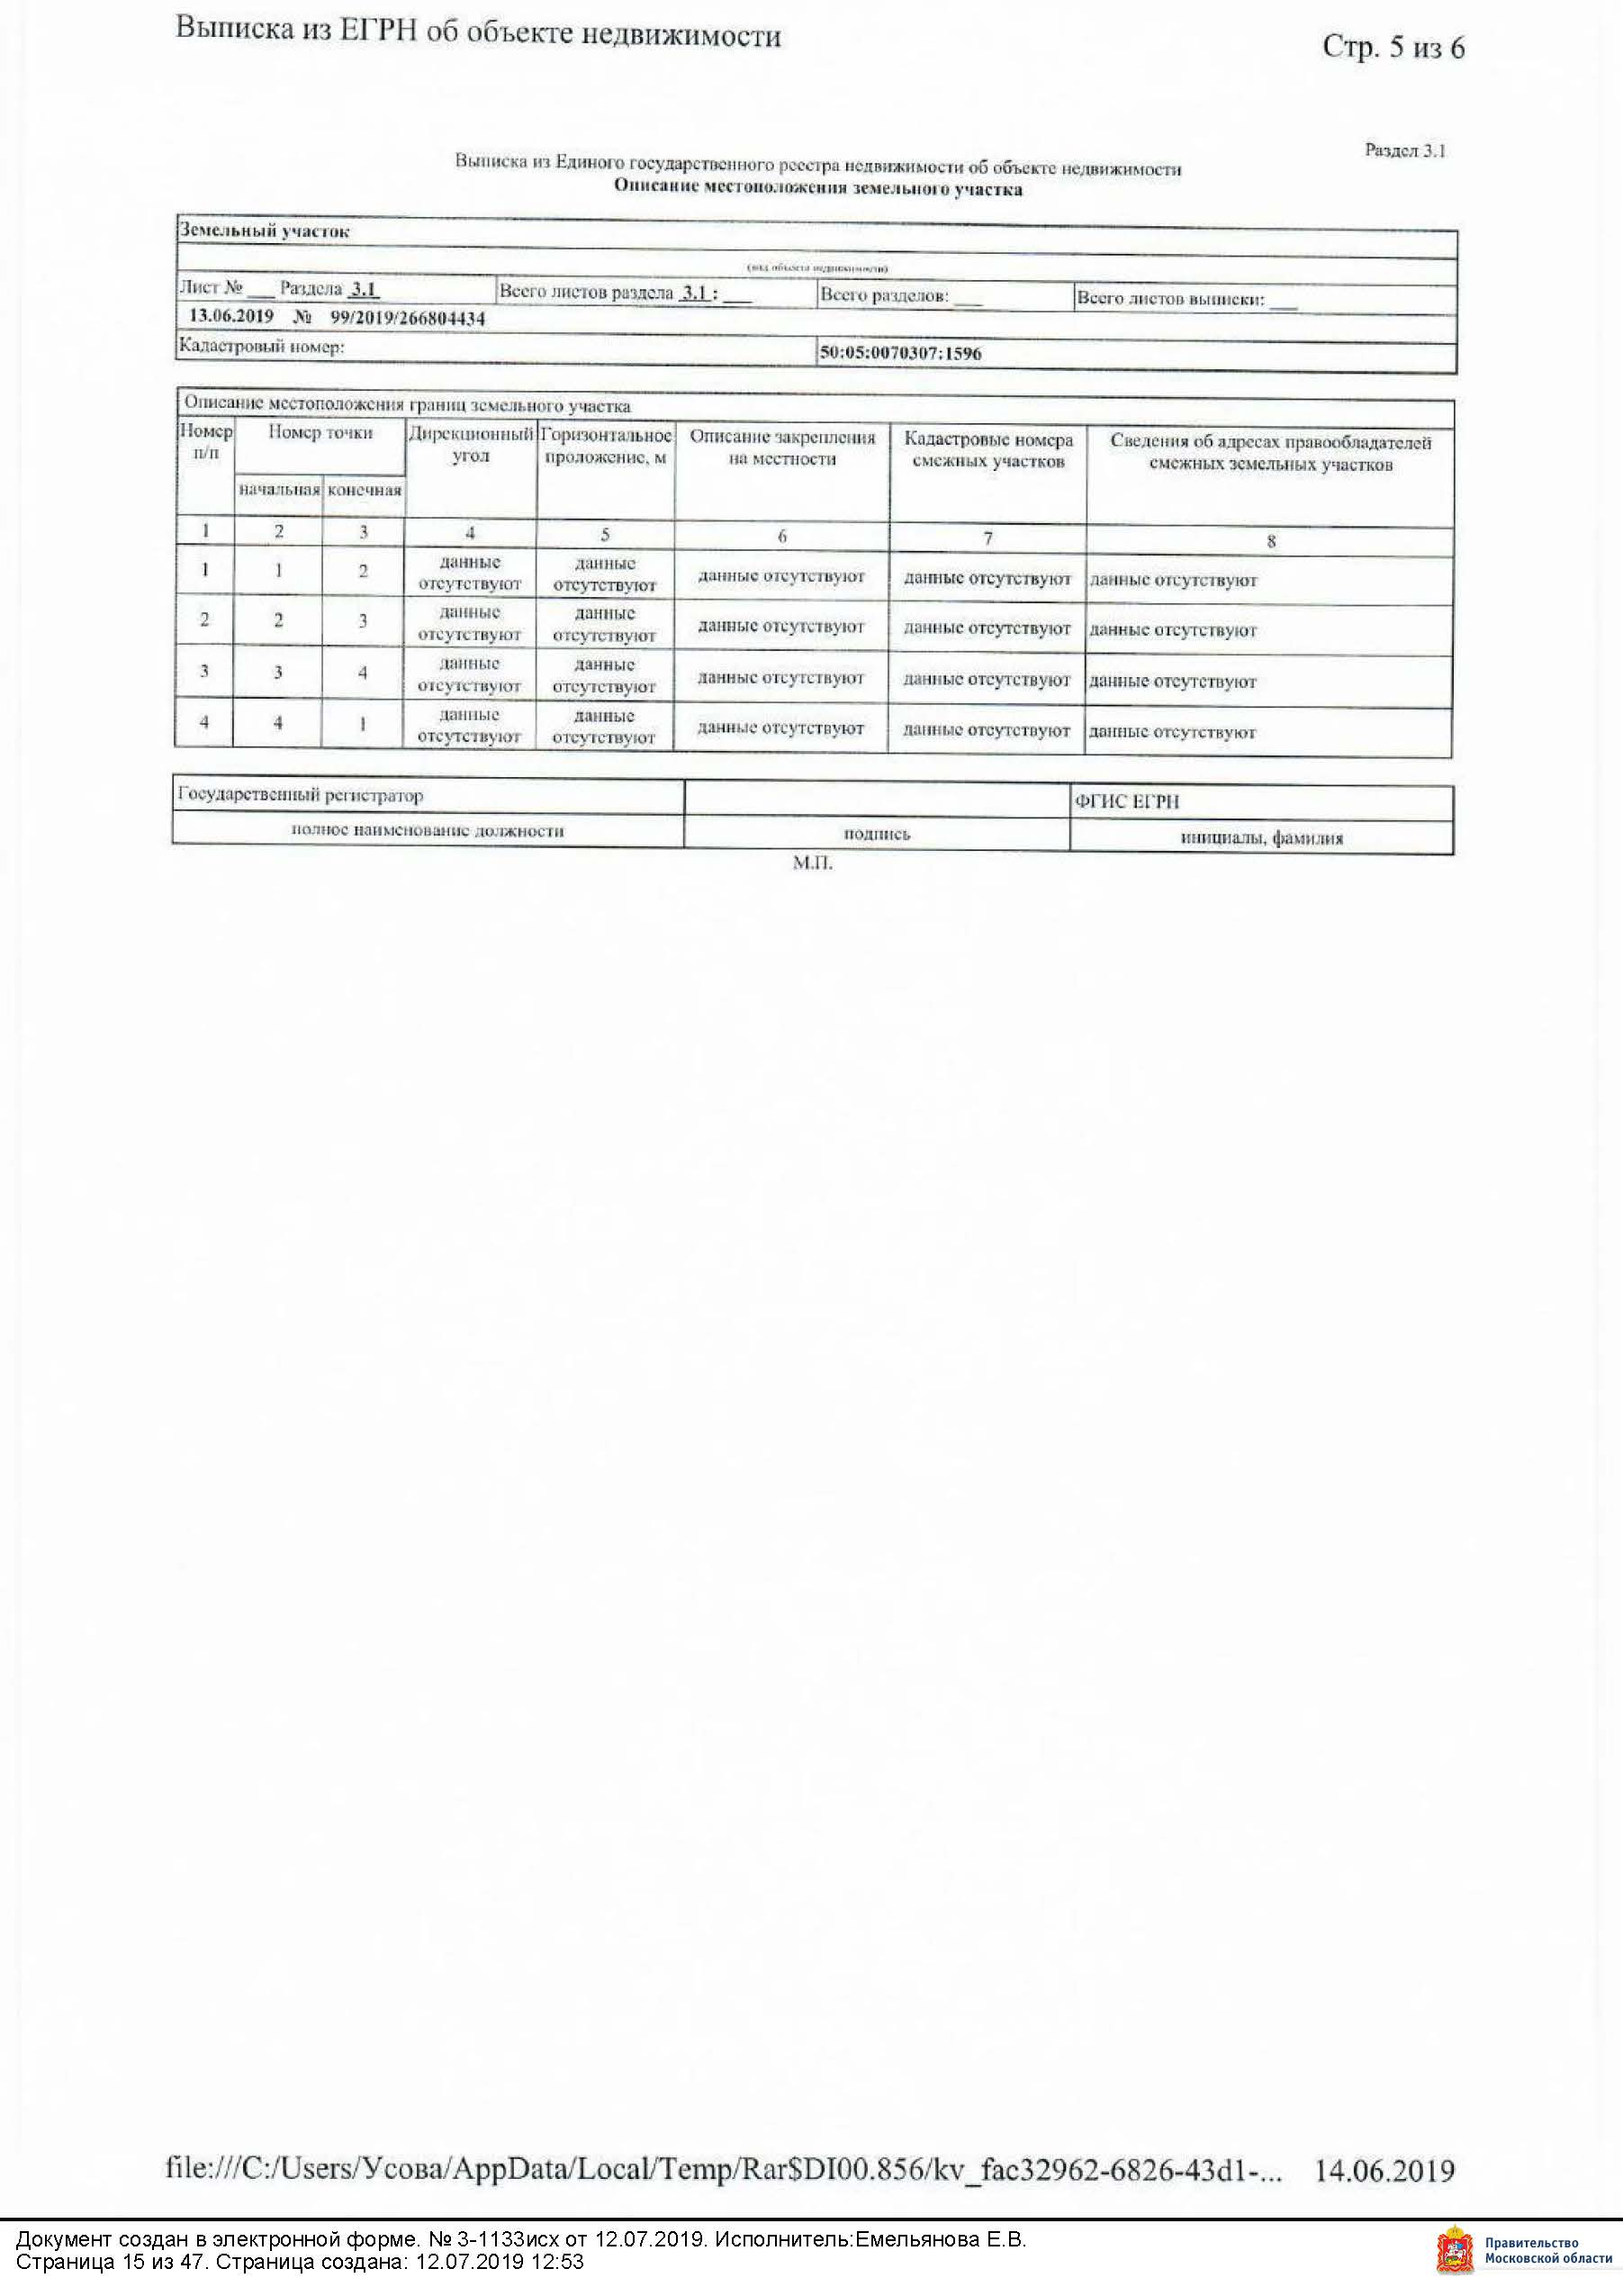 Выписка из ЕГРН об объекте недвижимости
Стр. 5 из 6
Раздел 3.1
Выписка из Единого государственного реестра недвижимости об объекте недвижимости
Описание местоположения земельного участка
Земельный участок
(вид объекта недвижимости)
Лист № ___ Раздела 3.1 Всего листов раздела 3.1 : ___ Всего разделов: ___ Всего листов выписки: ___
13.06.2019 № 99/2019/266804434
Кадастровый номер: 50:05:0070307:1596
Описание местоположения границ земельного участка
Номер Номер точки Дирекционный Горизонтальное Описание закрепления Кадастровые номера Сведения об адресах правообладателей
п/п угол проложение, м на местности смежных участков смежных земельных участков
начальная конечная
1 2 3 4 5 6 7 8
1 1 2 данные отсутствуют данные отсутствуют данные отсутствуют данные отсутствуют данные отсутствуют
2 2 3 данные отсутствуют данные отсутствуют данные отсутствуют данные отсутствуют данные отсутствуют
3 3 4 данные отсутствуют данные отсутствуют данные отсутствуют данные отсутствуют данные отсутствуют
4 4 1 данные отсутствуют данные отсутствуют данные отсутствуют данные отсутствуют данные отсутствуют
Государственный регистратор ФГИС ЕГРН
полное наименование должности подпись инициалы, фамилия
М.П.
file:///C:/Users/Усова/AppData/Local/Temp/Rar$DI00.856/kv_fac32962-6826-43d1-... 14.06.2019
Документ создан в электронной форме. № 3-1133исх от 12.07.2019. Исполнитель:Емельянова Е.В.
Страница 15 из 47. Страница создана: 12.07.2019 12:53
Правительство
Московской области